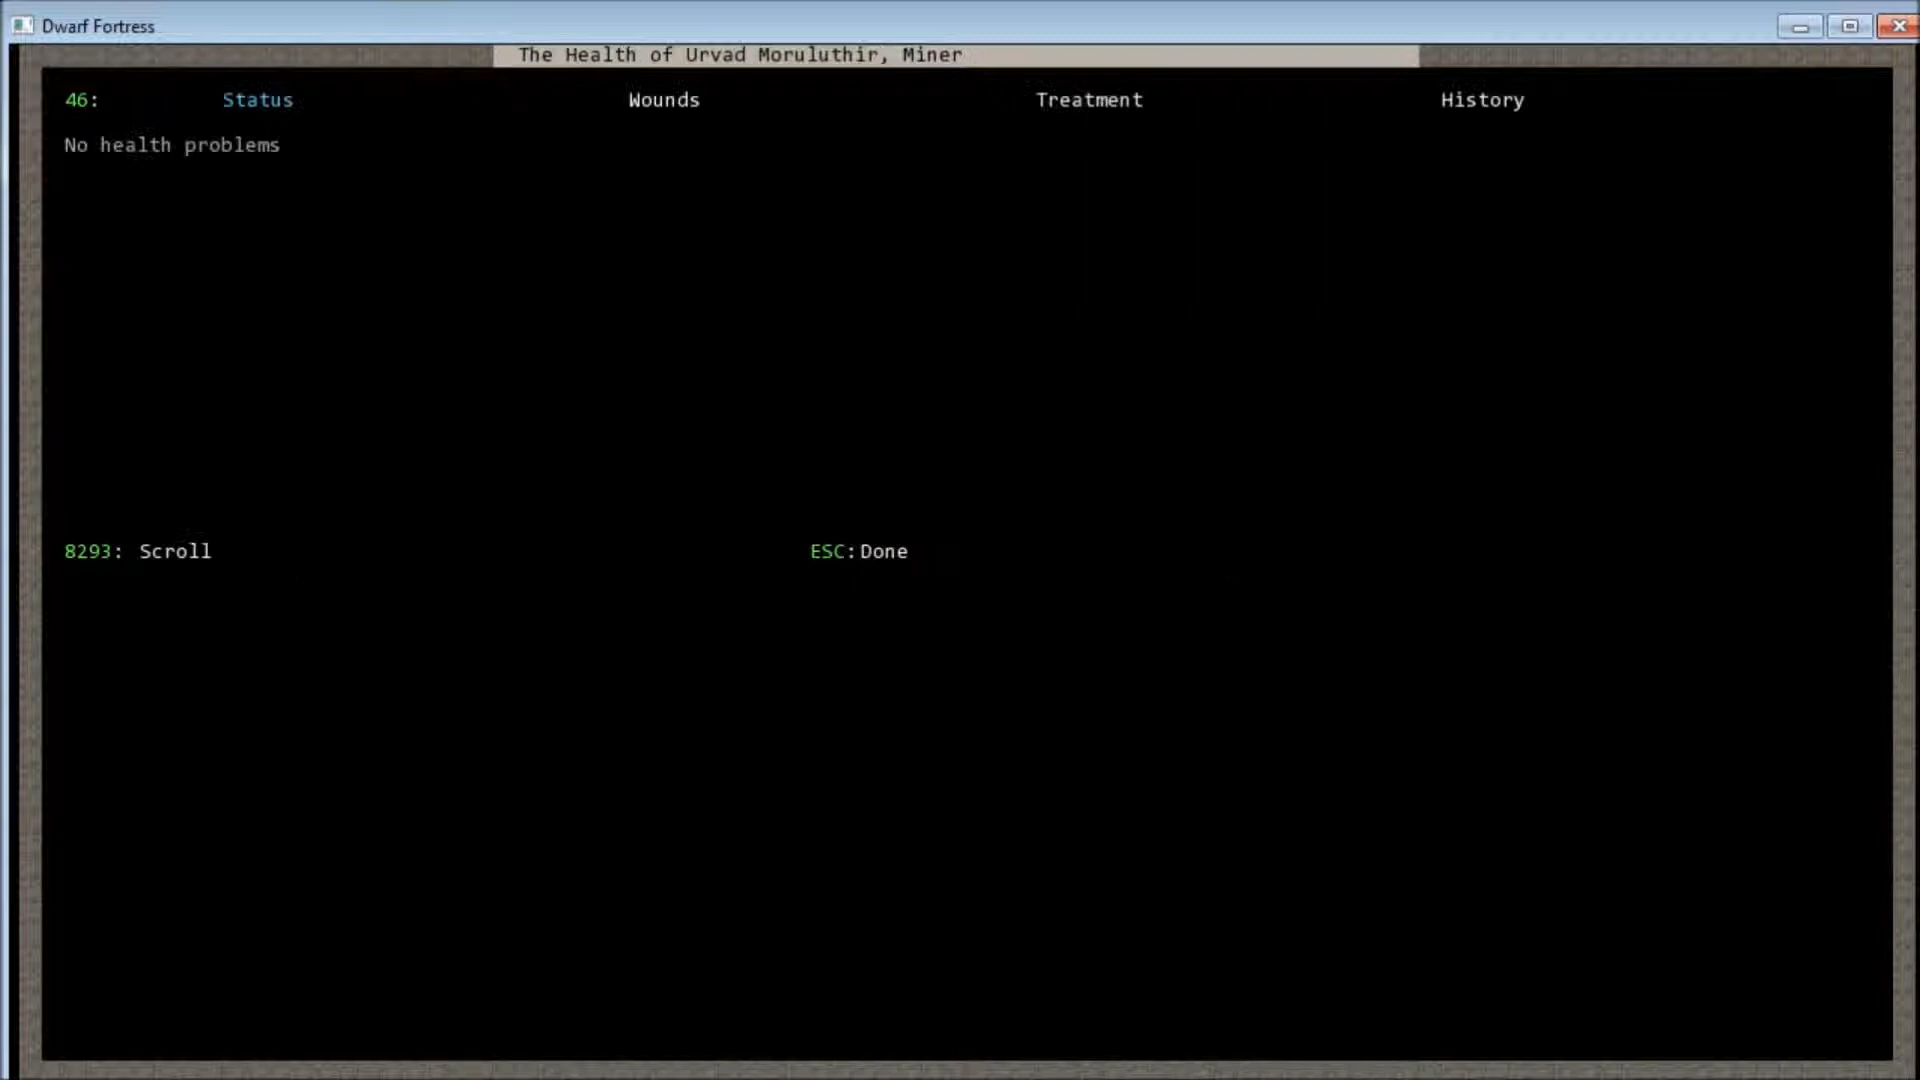 Dwarf Fortress
The Health of Urvad Moruluthir, Miner
46: Status Wounds Treatment History
No health problems
8293: Scroll ESC:Done